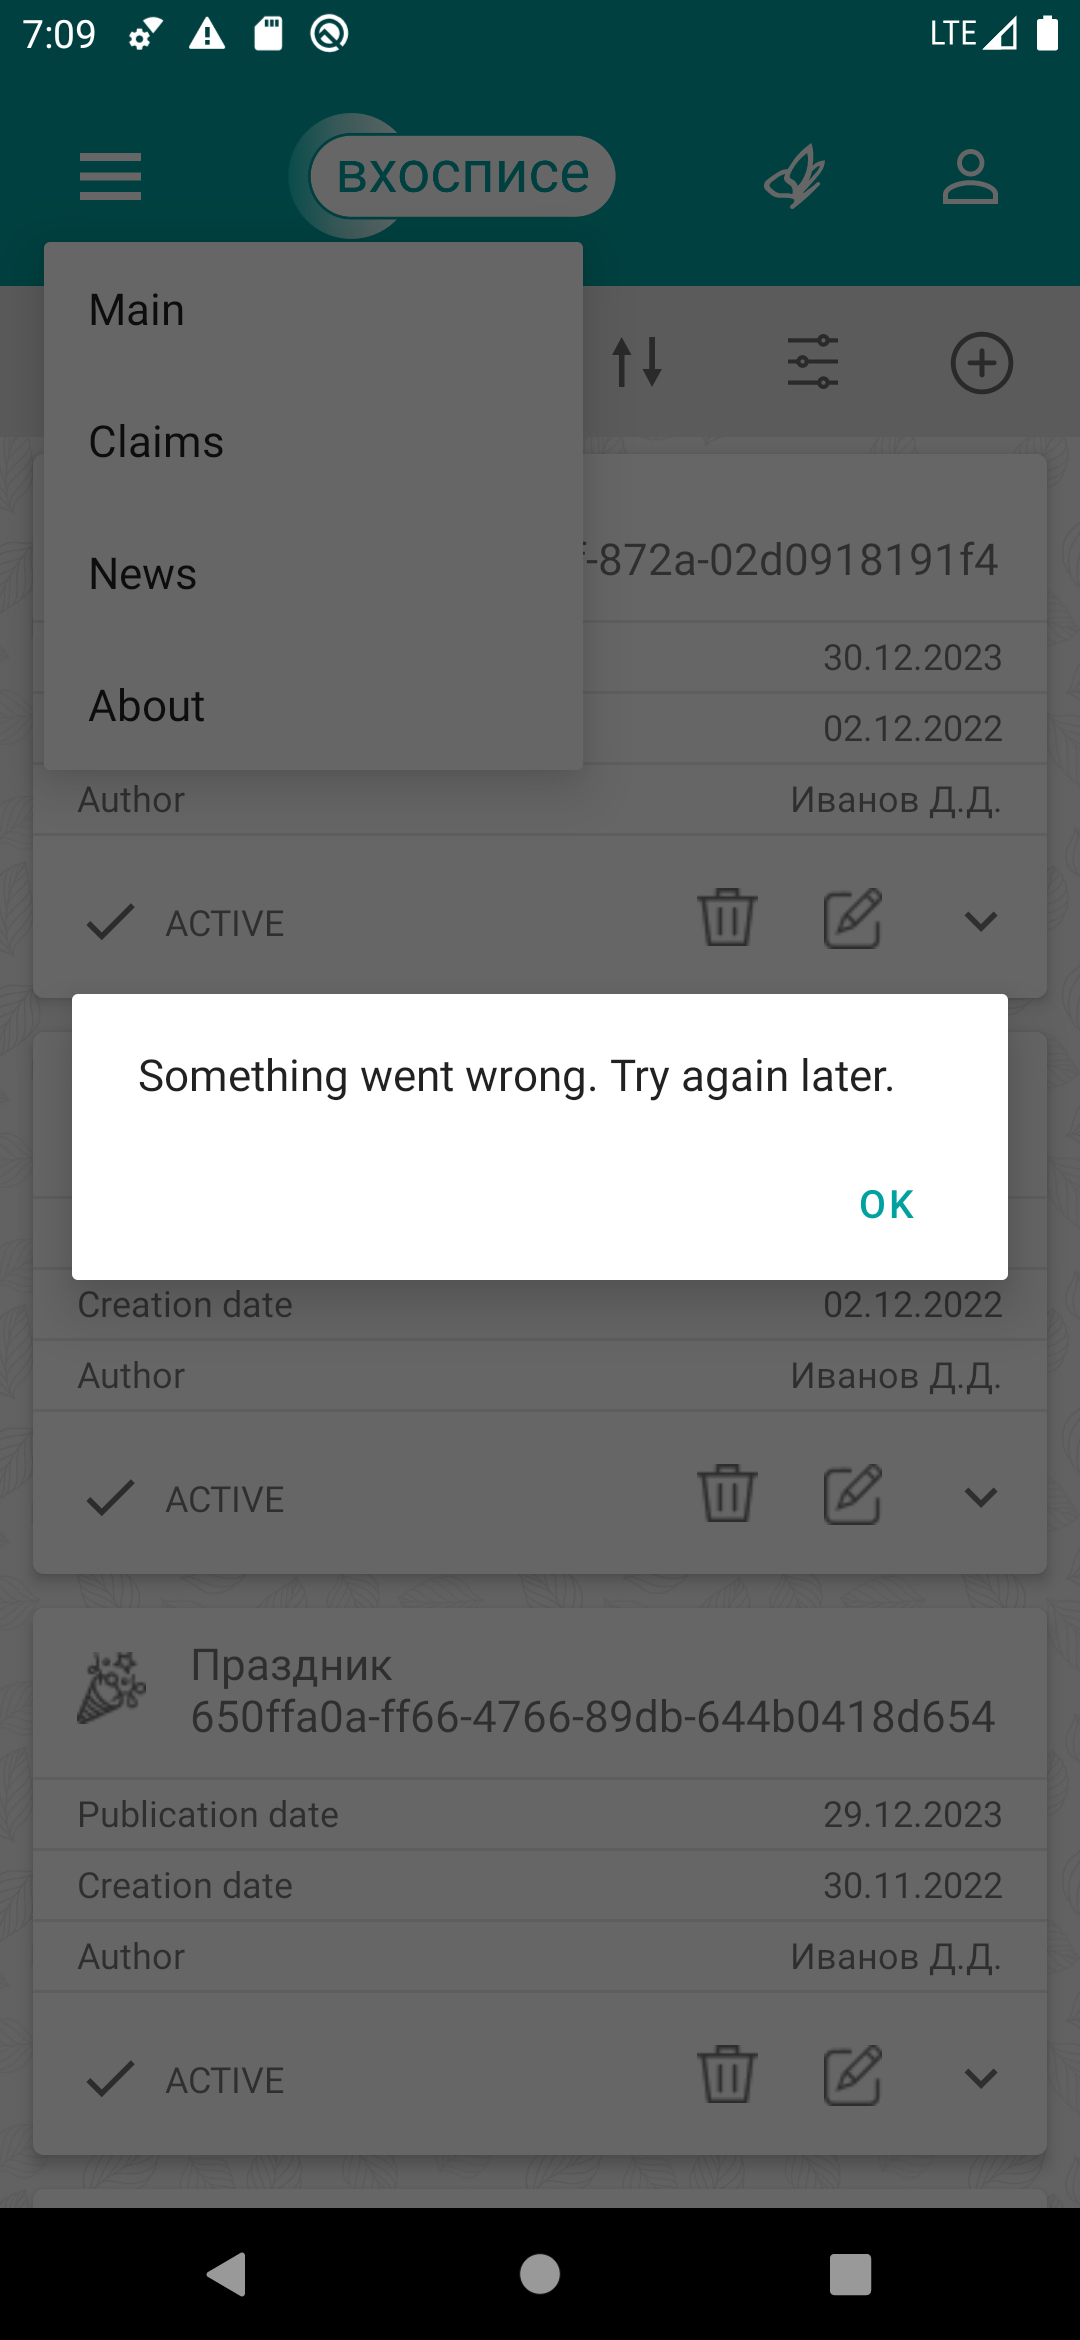 7:09
LTE
вхосписе
Main
Claims
News
About
-872a-02d0918191f4
30.12.2023
02.12.2022
Author
Иванов Д.Д.
ACTIVE
Something went wrong. Try again later.
OK
Creation date
02.12.2022
Author
Иванов Д.Д.
ACTIVE
Праздник
650ffa0a-ff66-4766-89db-644b0418d654
Publication date
29.12.2023
Creation date
30.11.2022
Author
Иванов Д.Д.
ACTIVE